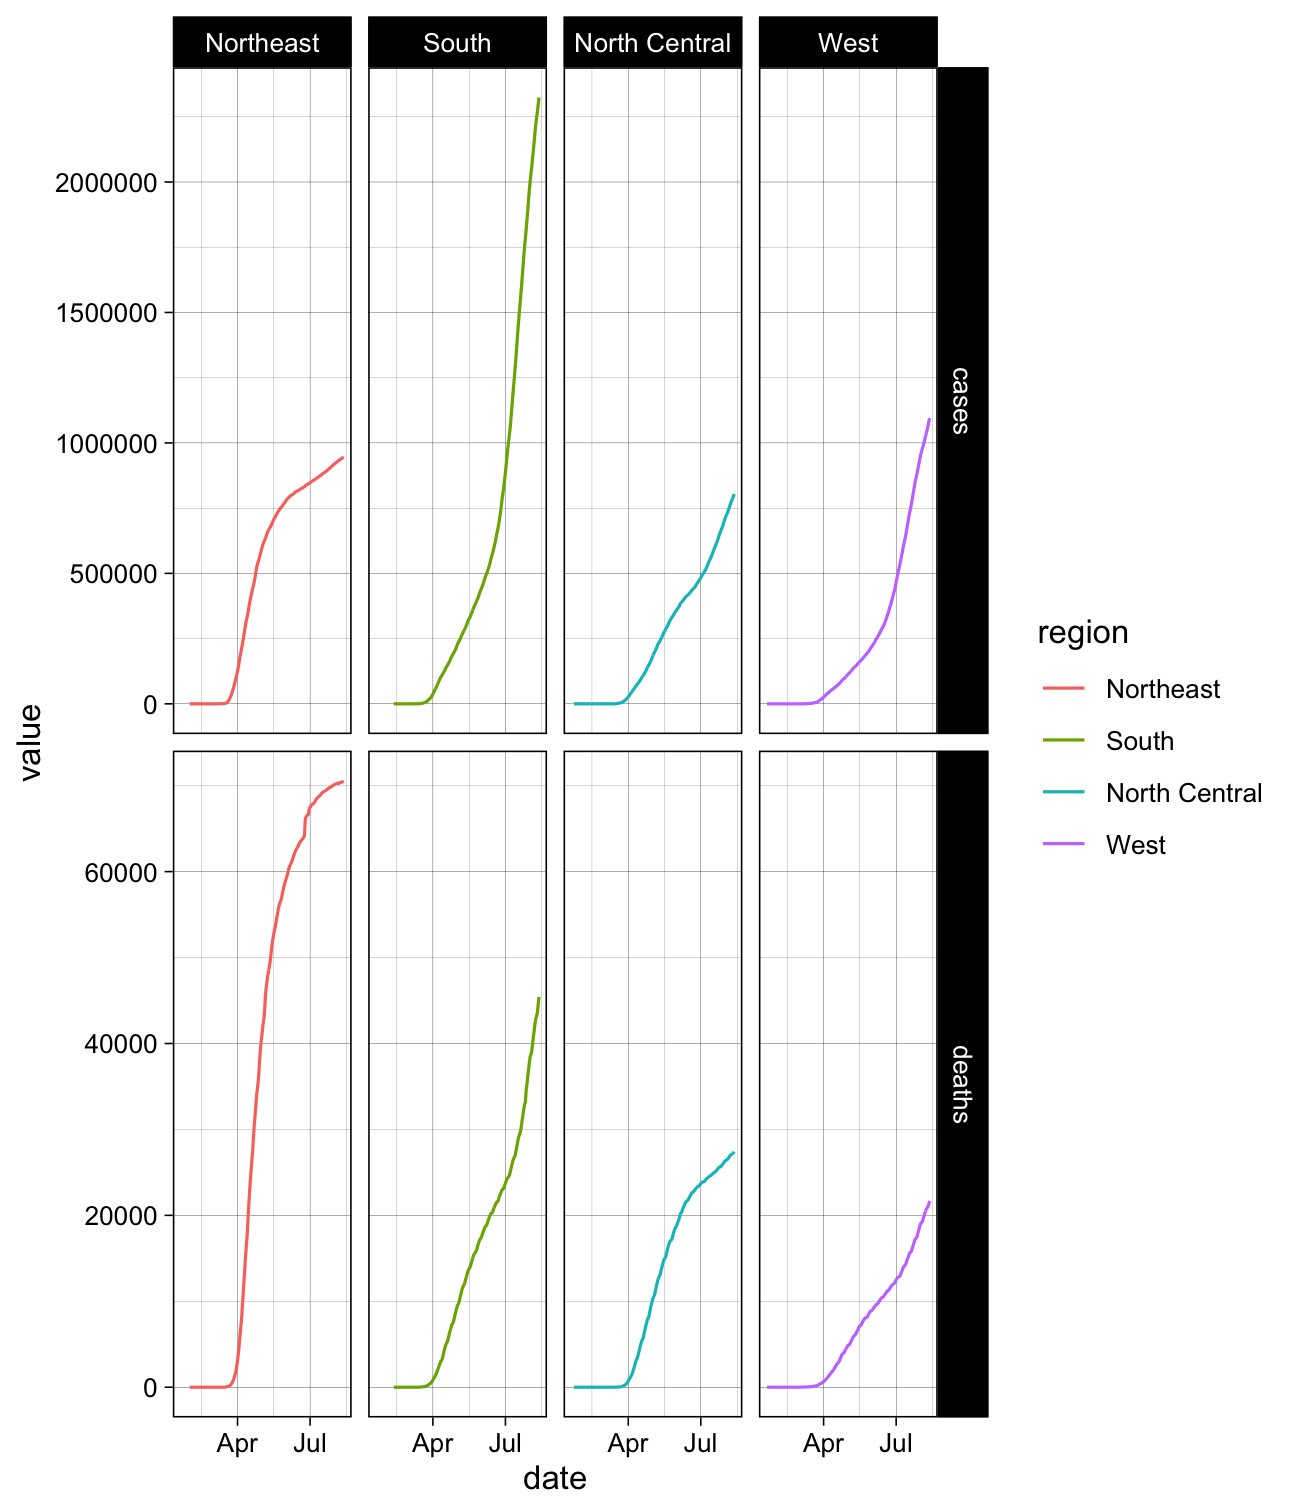 Northeast
South
North Central
West
2000000
1500000
1000000
500000
0
cases
value
60000
40000
20000
0
deaths
Apr
Jul
Apr
Jul
Apr
Jul
Apr
Jul
date
region
Northeast
South
North Central
West